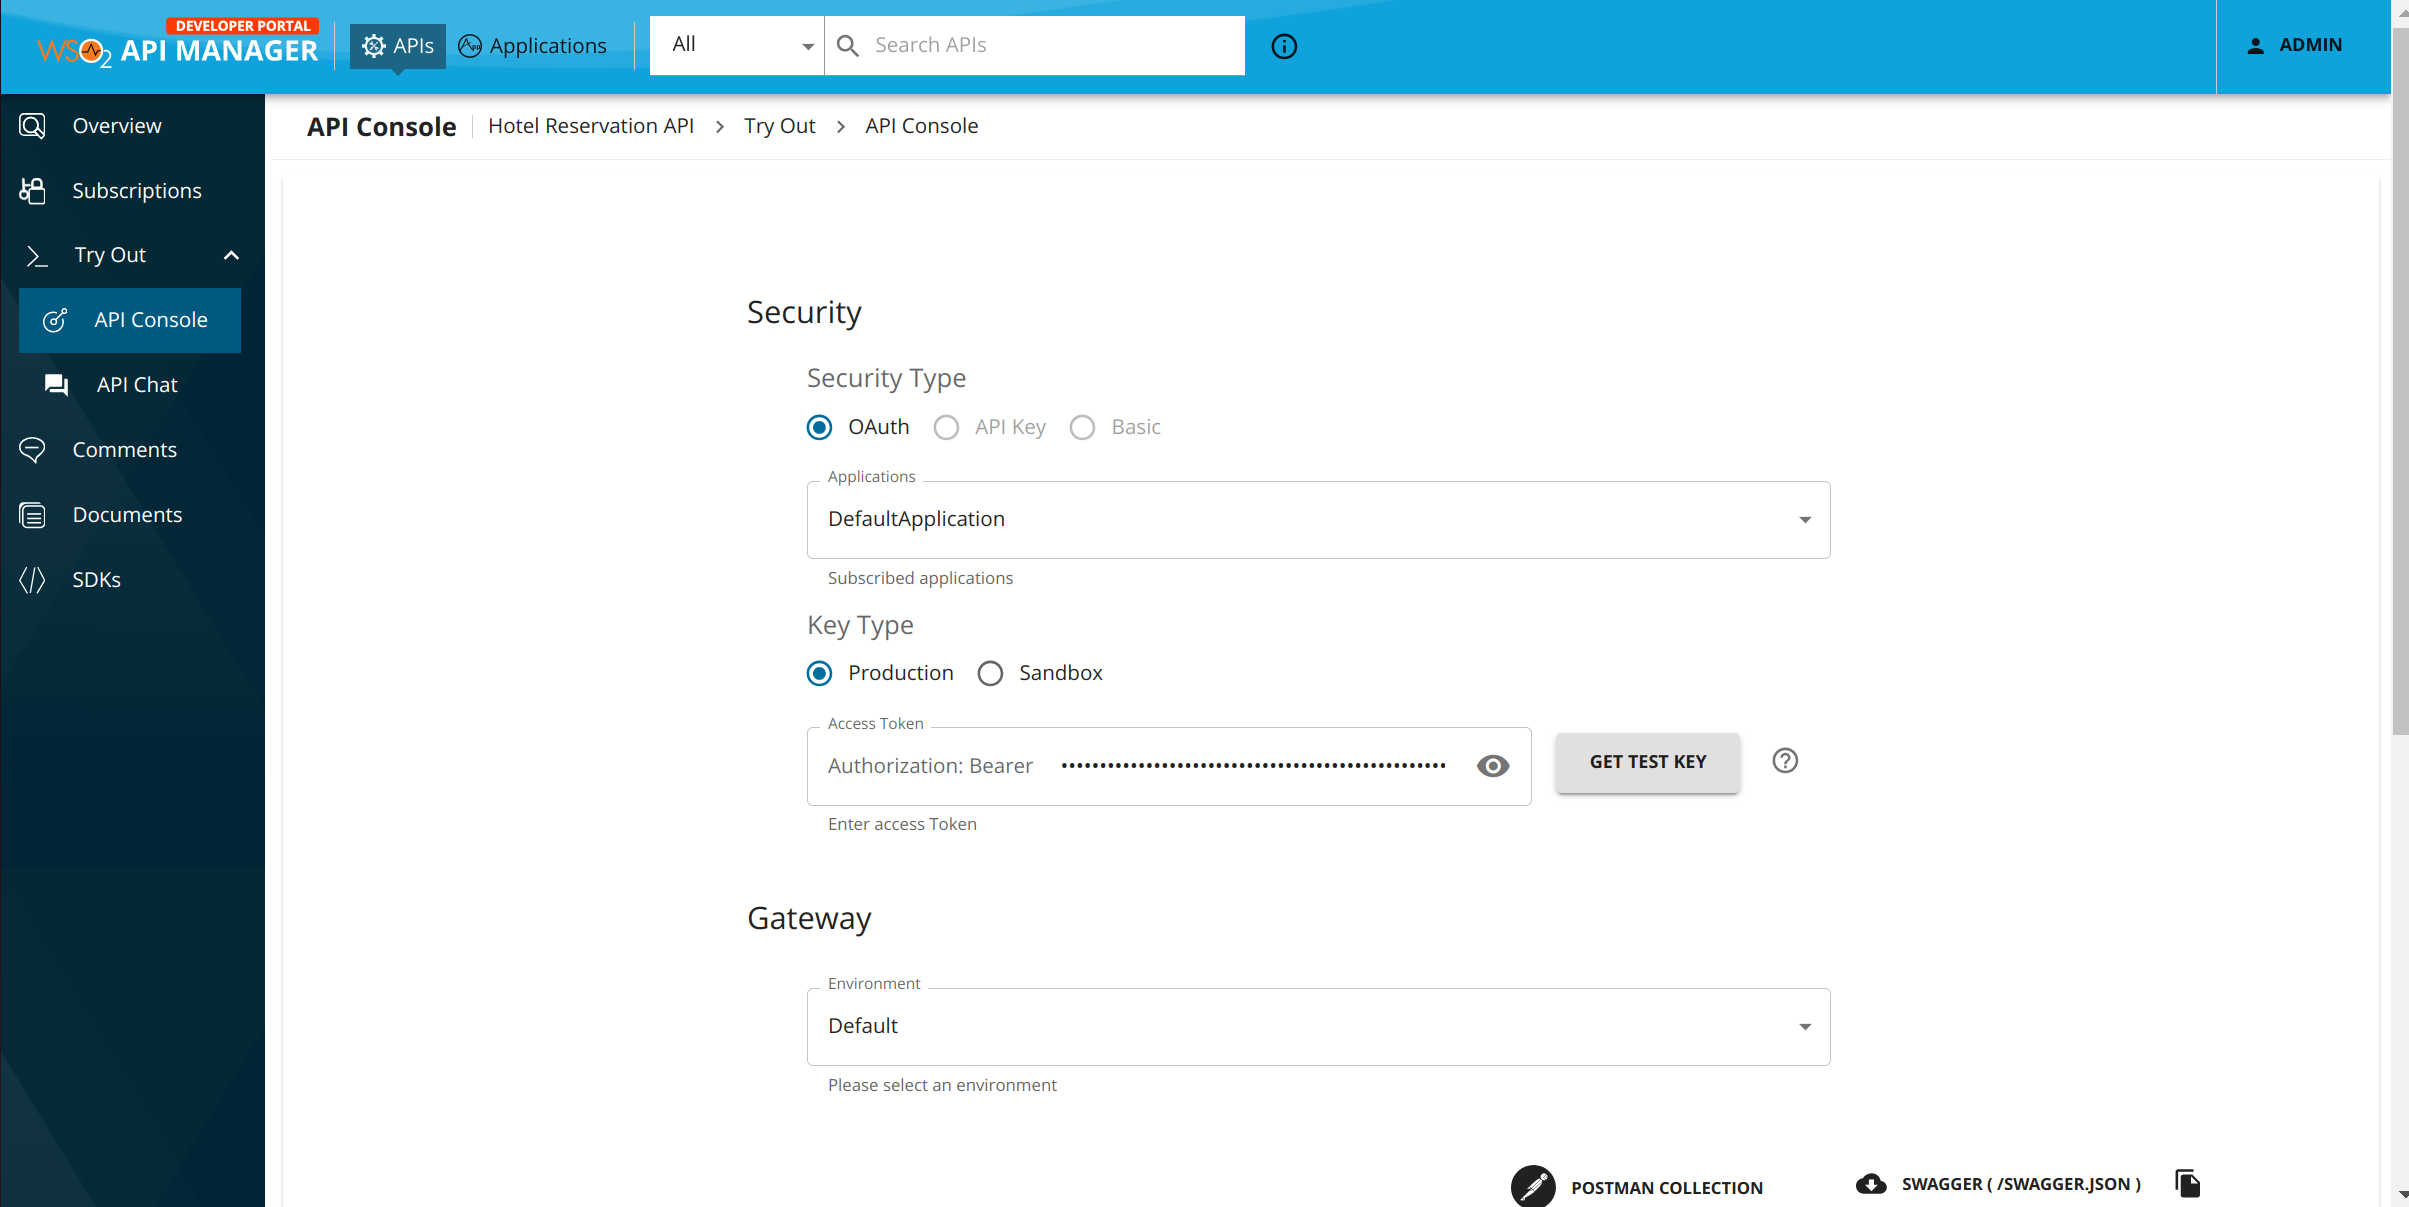 DEVELOPER PORTAL
WSO2 API MANAGER
APIs
Applications
All
Search APIs
ADMIN
Overview
Subscriptions
Try Out
API Console
API Chat
Comments
Documents
SDKs
API Console
Hotel Reservation API > Try Out > API Console
Security
Security Type
OAuth
API Key
Basic
Applications
DefaultApplication
Subscribed applications
Key Type
Production
Sandbox
Access Token
Authorization: Bearer
GET TEST KEY
Enter access Token
Gateway
Environment
Default
Please select an environment
POSTMAN COLLECTION
SWAGGER ( /SWAGGER.JSON )